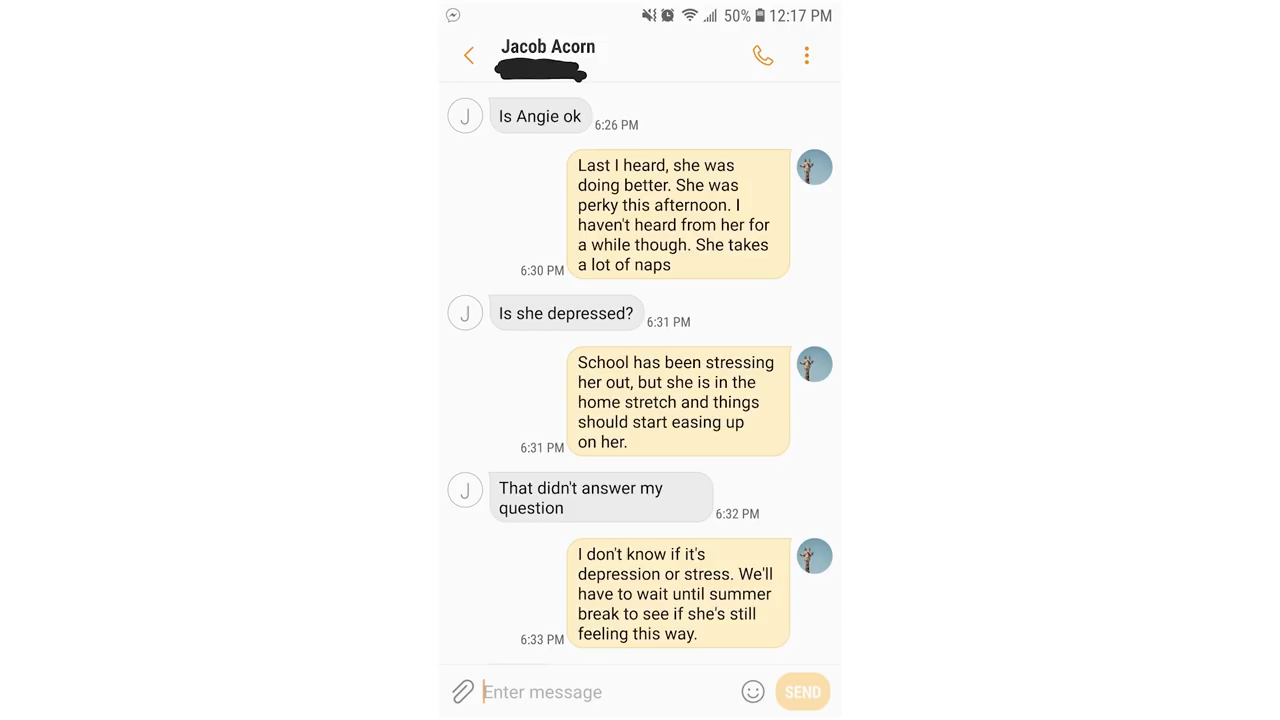 50% 12:17 PM
Jacob Acorn
J
Is Angie ok
6:26 PM
Last I heard, she was
doing better. She was
perky this afternoon. I
haven't heard from her for
a while though. She takes
a lot of naps
6:30 PM
J
Is she depressed?
6:31 PM
School has been stressing
her out, but she is in the
home stretch and things
should start easing up
on her.
6:31 PM
J
That didn't answer my
question
6:32 PM
I don't know if it's
depression or stress. We'll
have to wait until summer
break to see if she's still
feeling this way.
6:33 PM
Enter message
SEND